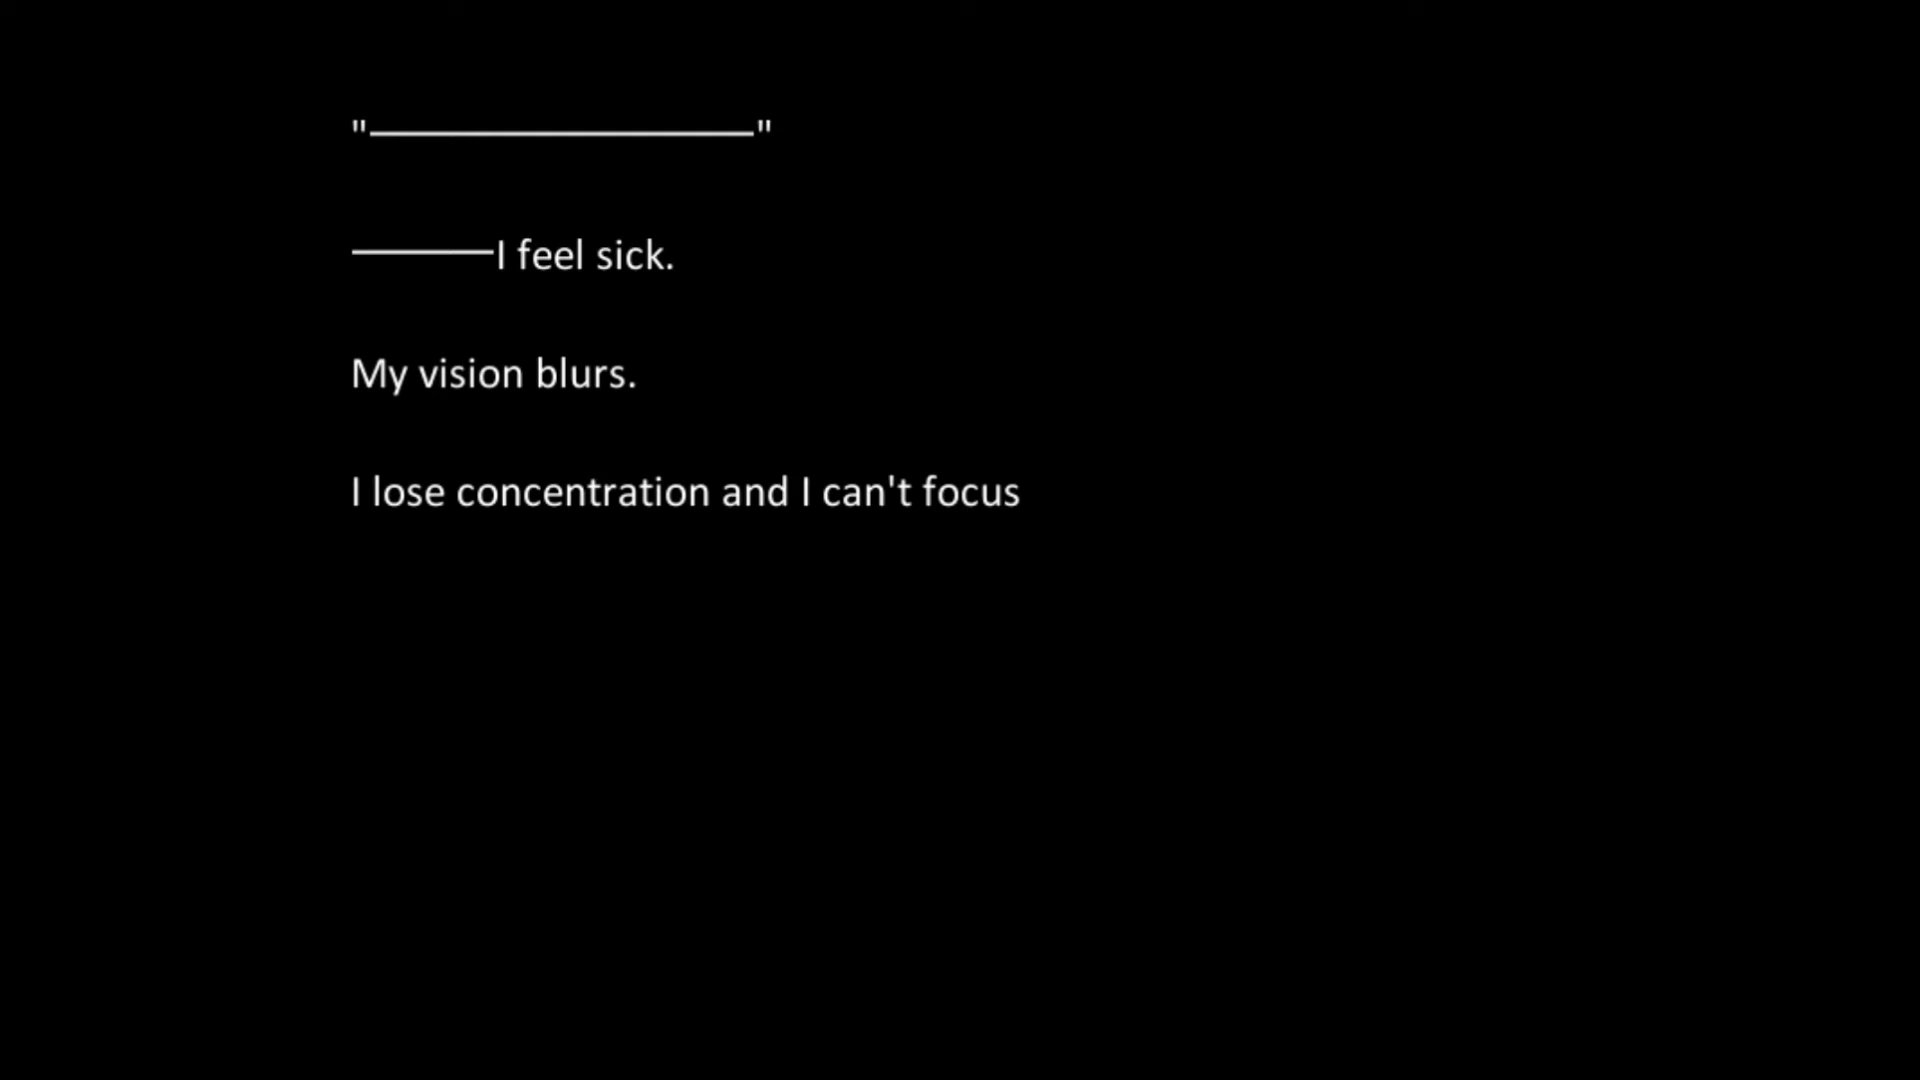 "————————"
———I feel sick.
My vision blurs.
I lose concentration and I can't focus